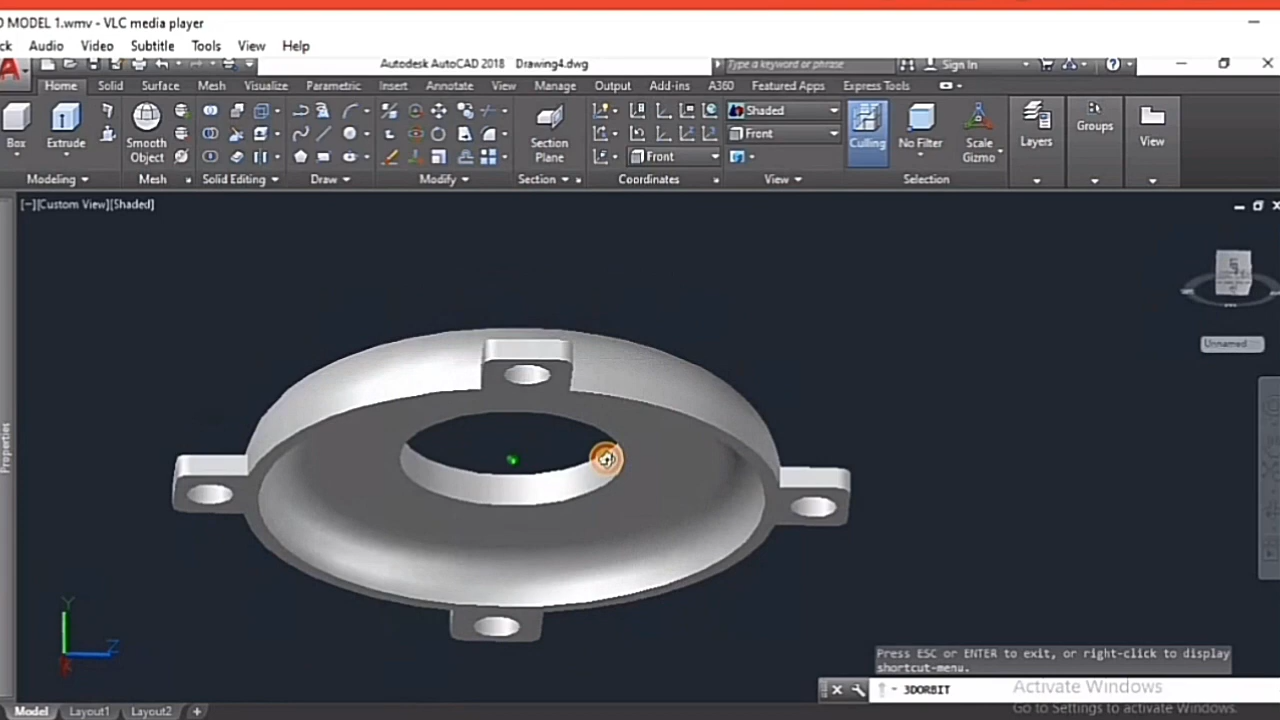 D MODEL 1.wmv - VLC media player
ck Audio Video Subtitle Tools View Help
Autodesk AutoCAD 2018 Drawing4.dwg
Type a keyword or phrase
Sign In
Home Solid Surface Mesh Visualize Parametric Insert Annotate View Manage Output Add-ins A360 Featured Apps Express Tools
Box
Extrude
Smooth
Object
Section
Plane
Front
Shaded
Front
Culling
No Filter
Scale
Gizmo
Layers
Groups
View
Modeling Mesh Solid Editing Draw Modify Section Coordinates View Selection
[−][Custom View][Shaded]
Unnamed
Properties
Y
Z
X
Press ESC or ENTER to exit, or right-click to display
shortcut-menu.
3DORBIT
Activate Windows
Go to Settings to activate Windows.
Model Layout1 Layout2 +